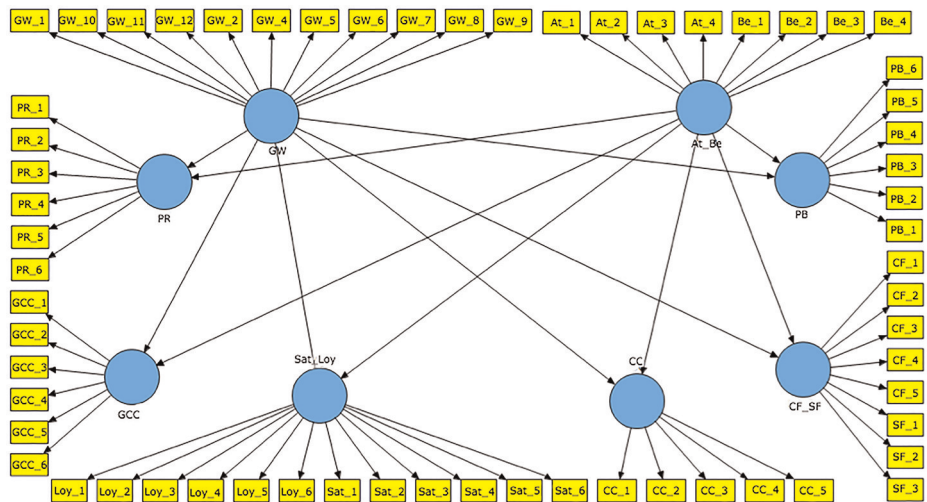 GW_1 GW_10 GW_11 GW_12 GW_2 GW_4 GW_5 GW_6 GW_7 GW_8 GW_9 At_1 At_2 At_3 At_4 Be_1 Be_2 Be_3 Be_4
GW
At_Be
PR_1
PR_2
PR_3
PR_4
PR_5
PR_6
PR
PB_6
PB_5
PB_4
PB_3
PB_2
PB_1
PB
GCC_1
GCC_2
GCC_3
GCC_4
GCC_5
GCC_6
GCC
Sat_Loy
CC
CF_1
CF_2
CF_3
CF_4
CF_5
SF_1
SF_2
SF_3
CF_SF
Loy_1 Loy_2 Loy_3 Loy_4 Loy_5 Loy_6 Sat_1 Sat_2 Sat_3 Sat_4 Sat_5 Sat_6 CC_1 CC_2 CC_3 CC_4 CC_5